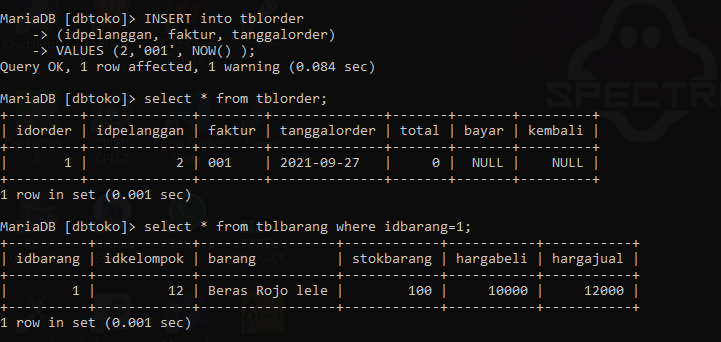 MariaDB [dbtoko]> INSERT into tblorder
    -> (idpelanggan, faktur, tanggalorder)
    -> VALUES (2,'001', NOW() );
Query OK, 1 row affected, 1 warning (0.084 sec)

MariaDB [dbtoko]> select * from tblorder;
+---------+-------------+--------+--------------+-------+-------+---------+
| idorder | idpelanggan | faktur | tanggalorder | total | bayar | kembali |
+---------+-------------+--------+--------------+-------+-------+---------+
|       1 |           2 | 001    | 2021-09-27   |     0 |  NULL |    NULL |
+---------+-------------+--------+--------------+-------+-------+---------+
1 row in set (0.001 sec)

MariaDB [dbtoko]> select * from tblbarang where idbarang=1;
+----------+------------+-----------------+------------+-----------+-----------+
| idbarang | idkelompok | barang          | stokbarang | hargabeli | hargajual |
+----------+------------+-----------------+------------+-----------+-----------+
|        1 |         12 | Beras Rojo lele |        100 |     10000 |     12000 |
+----------+------------+-----------------+------------+-----------+-----------+
1 row in set (0.001 sec)
SPECTR